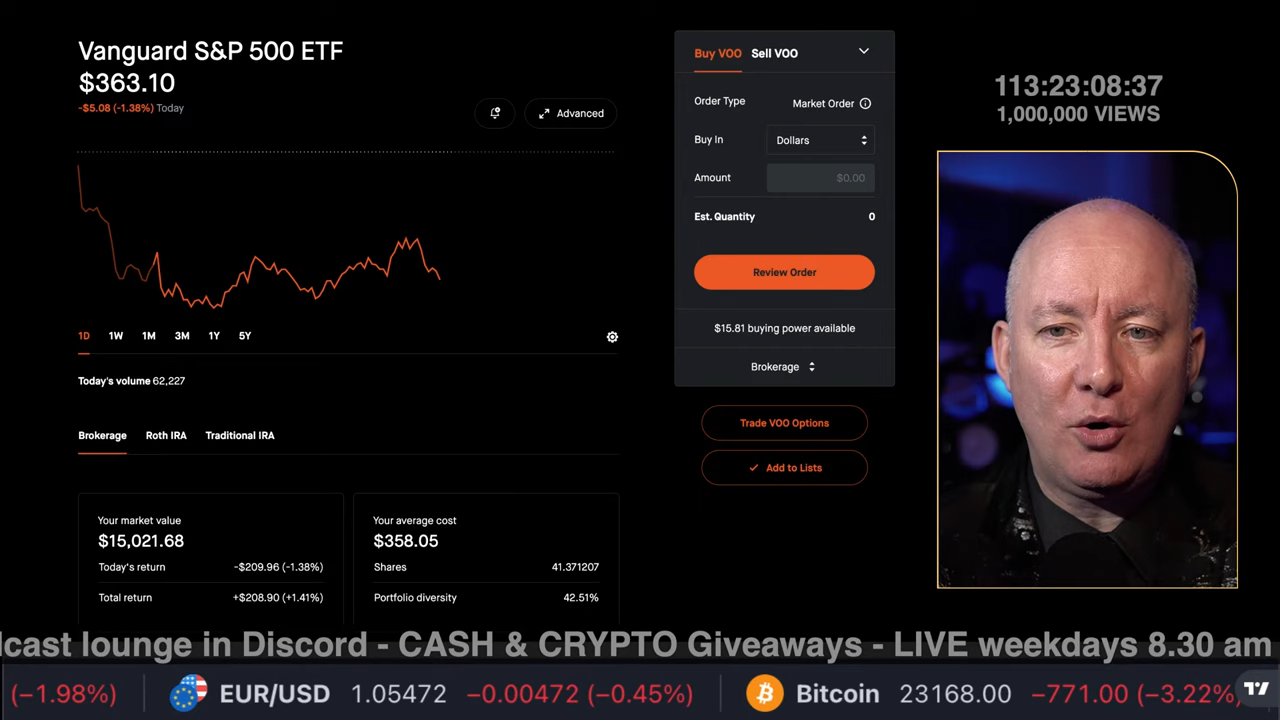 Vanguard S&P 500 ETF
$363.10
-$5.08 (-1.38%) Today
Advanced
1D 1W 1M 3M 1Y 5Y
Today's volume 62,227
Brokerage Roth IRA Traditional IRA
Your market value
$15,021.68
Today's return -$209.96 (-1.38%)
Total return +$208.90 (+1.41%)
Your average cost
$358.05
Shares 41.371207
Portfolio diversity 42.51%
Buy VOO Sell VOO
Order Type Market Order
Buy In Dollars
Amount $0.00
Est. Quantity 0
Review Order
$15.81 buying power available
Brokerage
Trade VOO Options
Add to Lists
113:23:08:37
1,000,000 VIEWS
dcast lounge in Discord - CASH & CRYPTO Giveaways - LIVE weekdays 8.30 am
(−1.98%) EUR/USD 1.05472 −0.00472 (−0.45%) Bitcoin 23168.00 −771.00 (−3.22%)